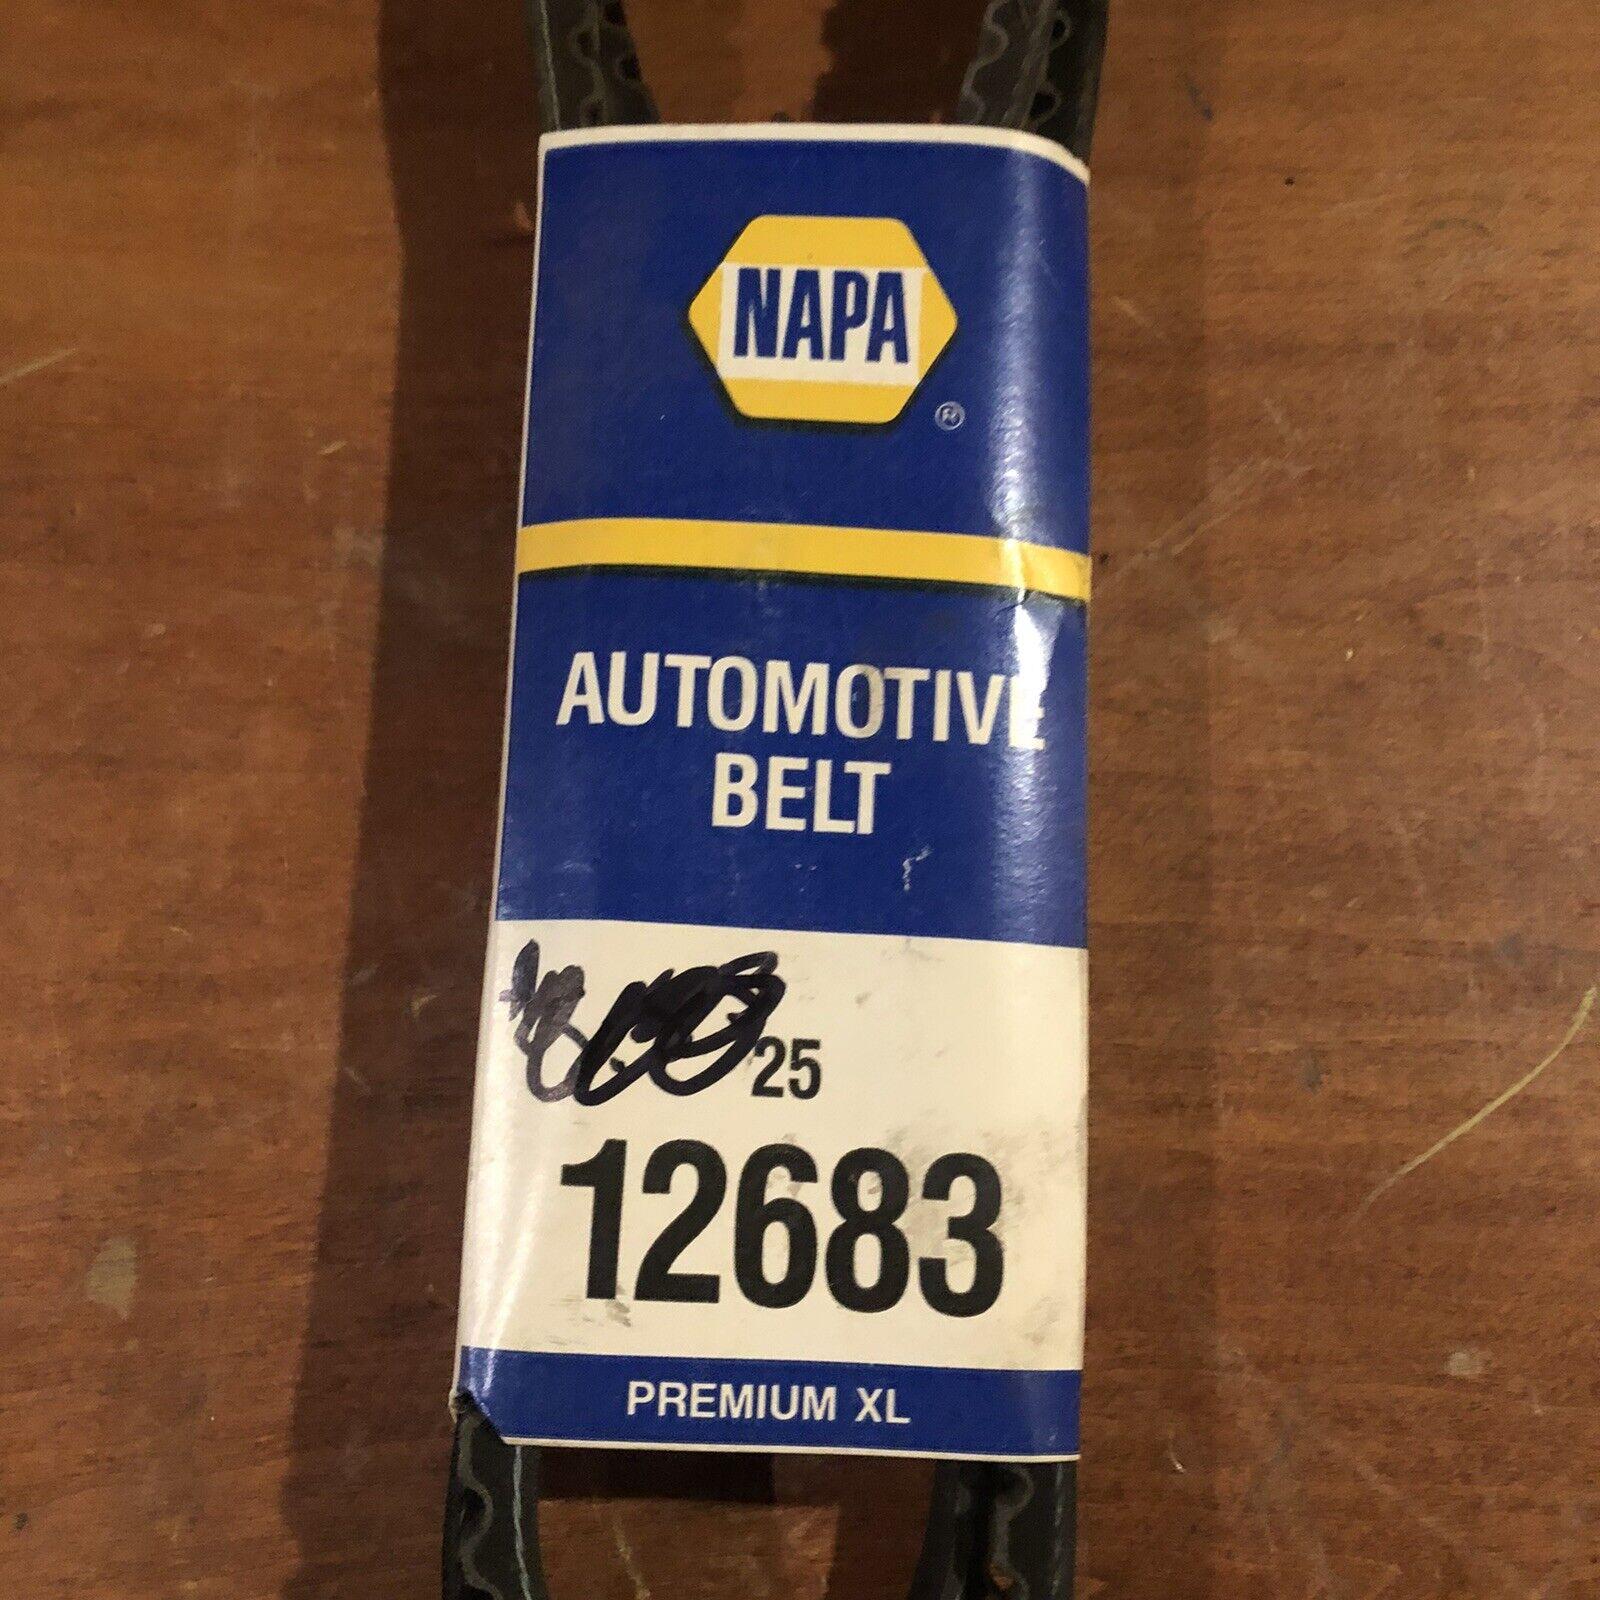 NAPA
®
AUTOMOTIVE
BELT
25
12683
PREMIUM XL